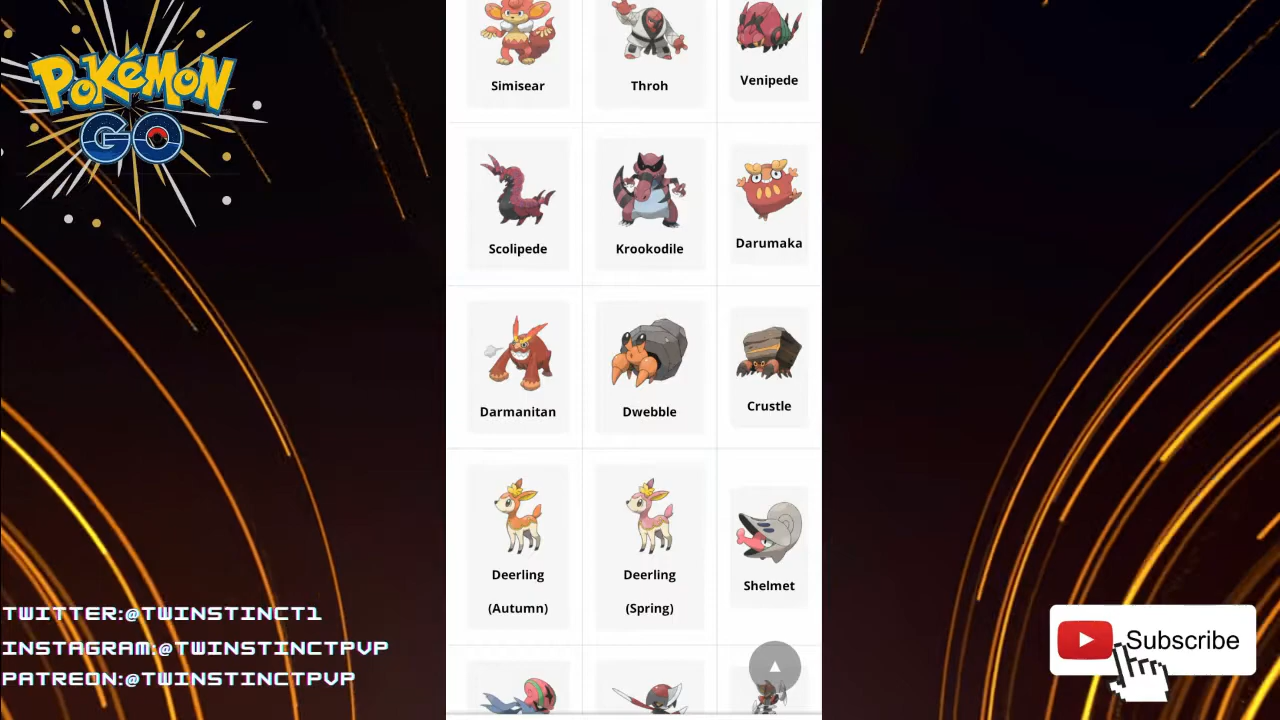 POKÉMON
GO
Simisear
Throh
Venipede
Scolipede
Krookodile
Darumaka
Darmanitan
Dwebble
Crustle
Deerling
(Autumn)
Deerling
(Spring)
Shelmet
TWITTER:@TWINSTINCT1
INSTAGRAM:@TWINSTINCTPVP
PATREON:@TWINSTINCTPVP
Subscribe